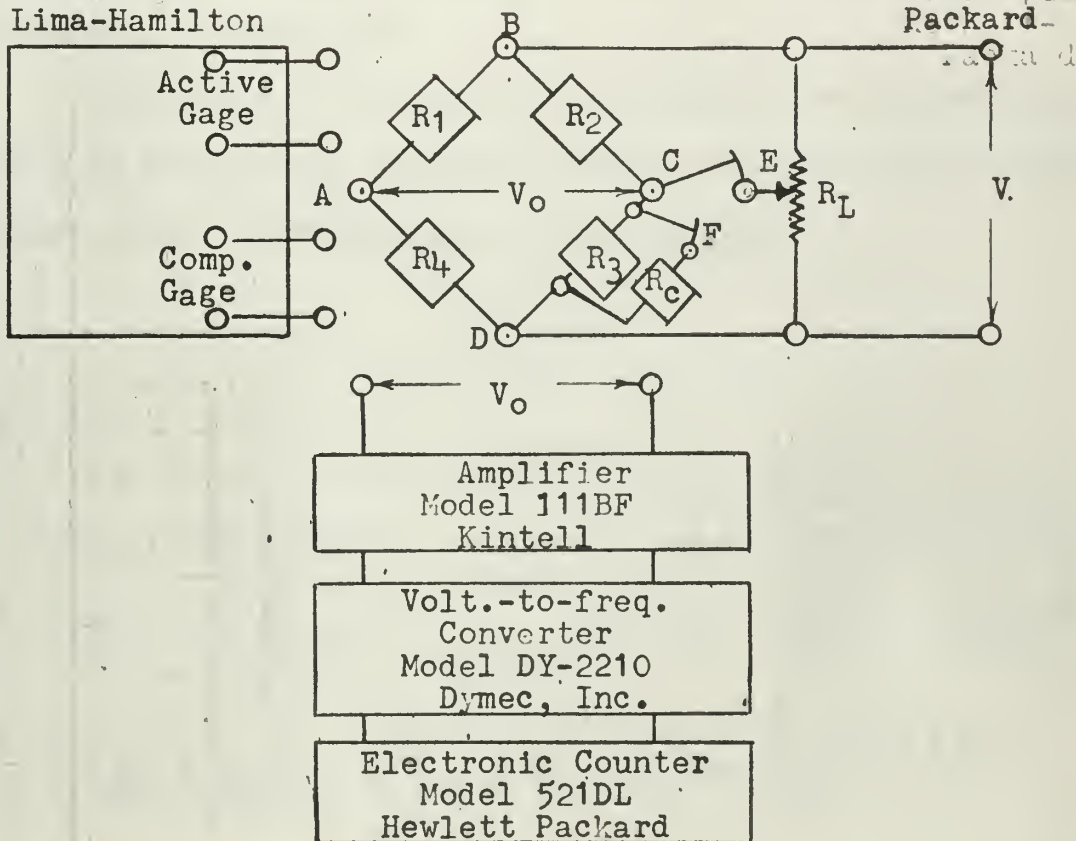 Lima-Hamilton
Packard-
Active
Gage
Comp.
Gage
B
R1
R2
A
Vo
C
E
RL
V.
R4
R3
F
Rc
D
Vo
Amplifier
Model 111BF
Kintell
Volt.-to-freq.
Converter
Model DY-2210
Dymec, Inc.
Electronic Counter
Model 521DL
Hewlett Packard